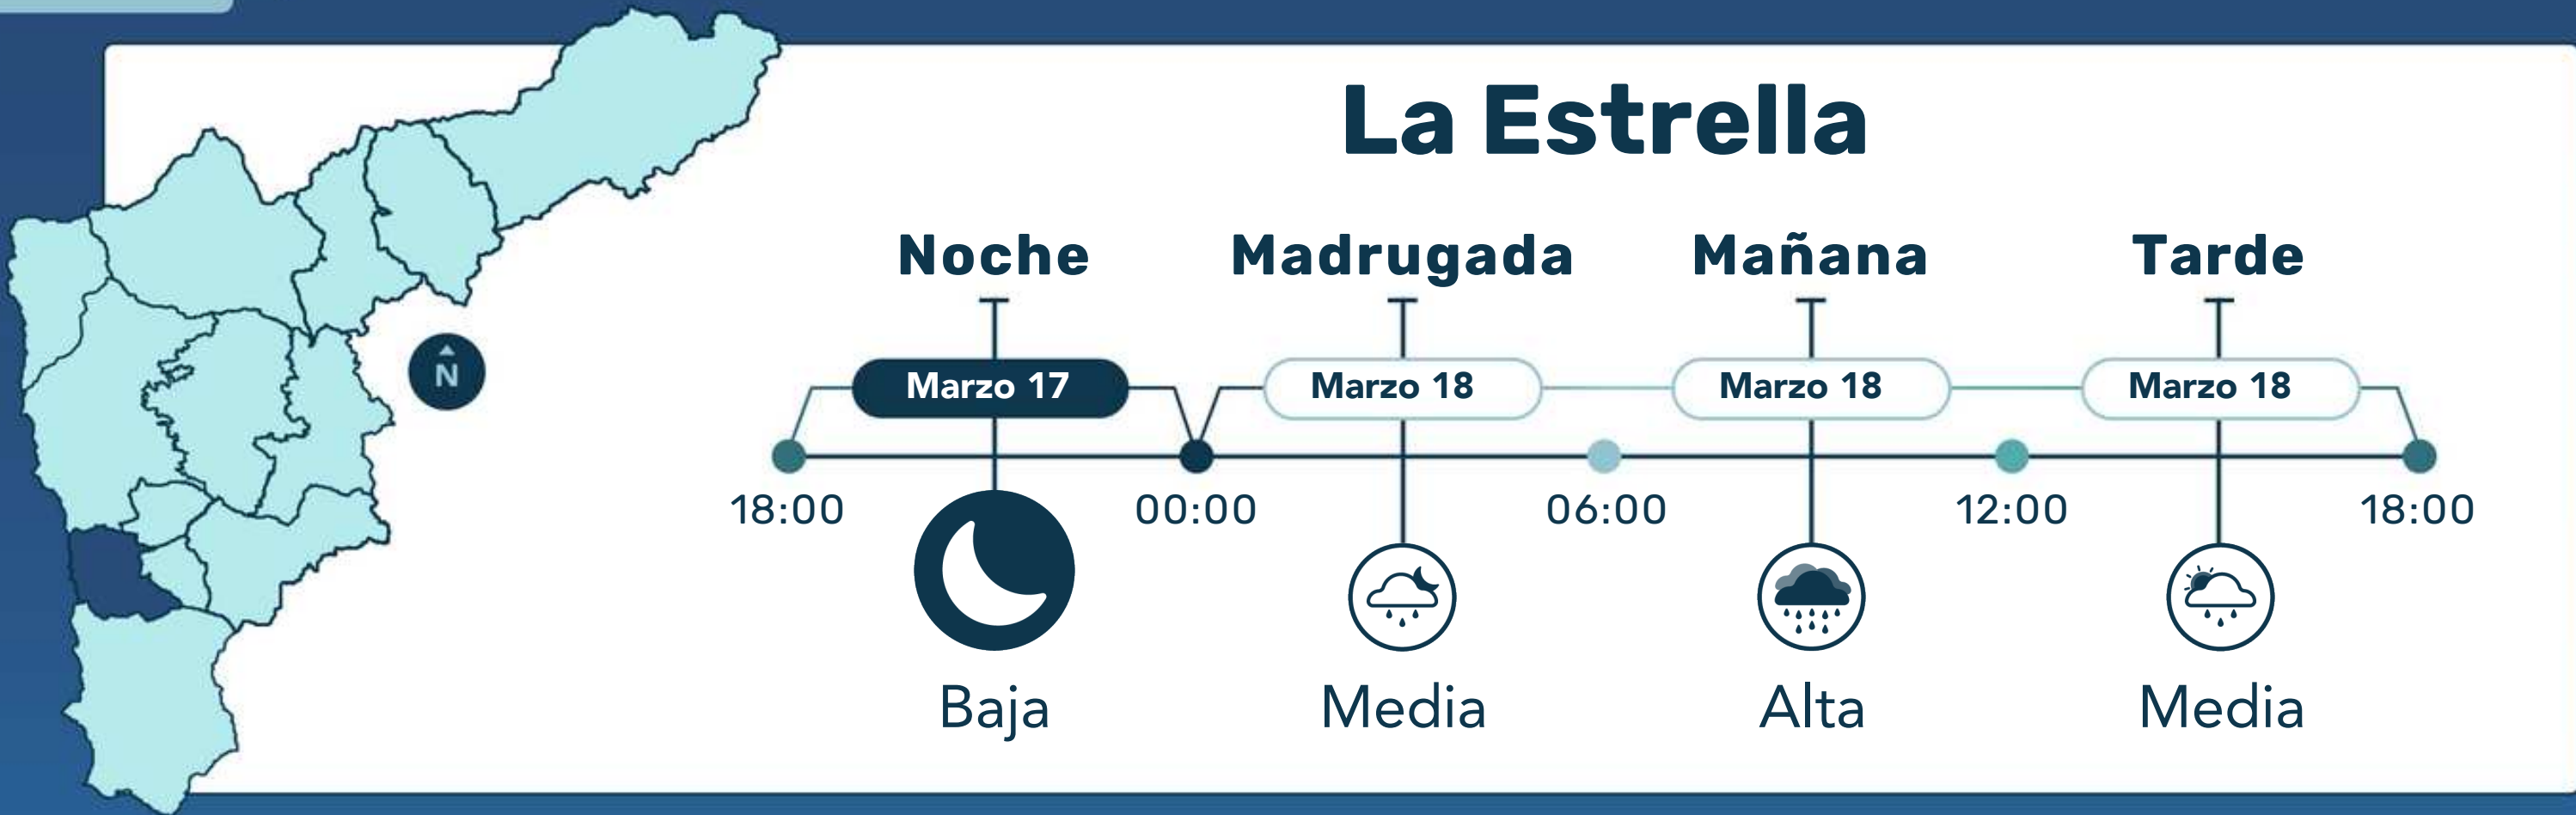 La Estrella
Noche Madrugada Mañana Tarde
Marzo 17 Marzo 18 Marzo 18 Marzo 18
N
18:00 00:00 06:00 12:00 18:00
Baja Media Alta Media